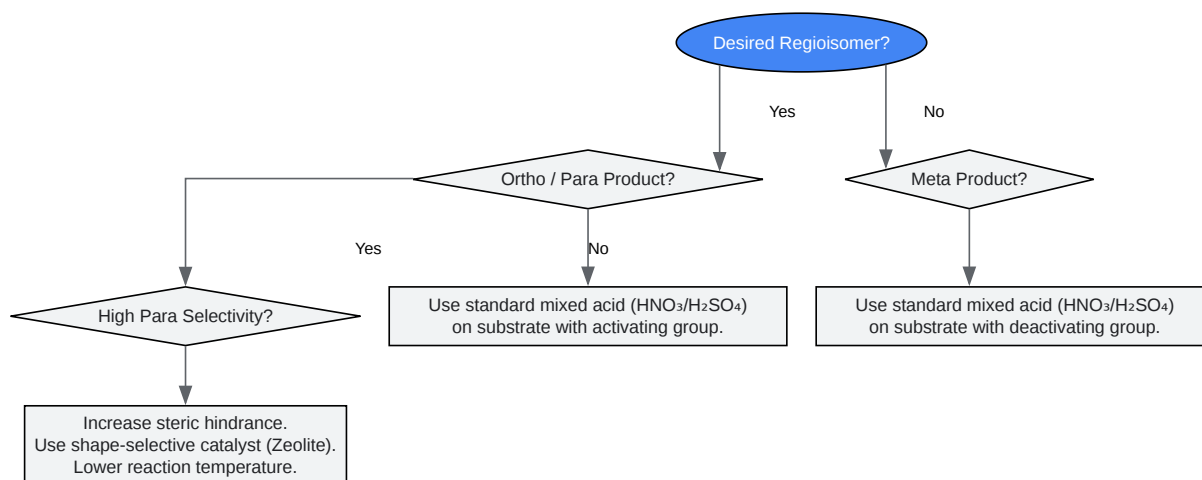 Desired Regioisomer?
Yes
No
Ortho / Para Product?
Meta Product?
Yes
No
High Para Selectivity?
Use standard mixed acid (HNO₃/H₂SO₄)
on substrate with activating group.
Use standard mixed acid (HNO₃/H₂SO₄)
on substrate with deactivating group.
Increase steric hindrance.
Use shape-selective catalyst (Zeolite).
Lower reaction temperature.